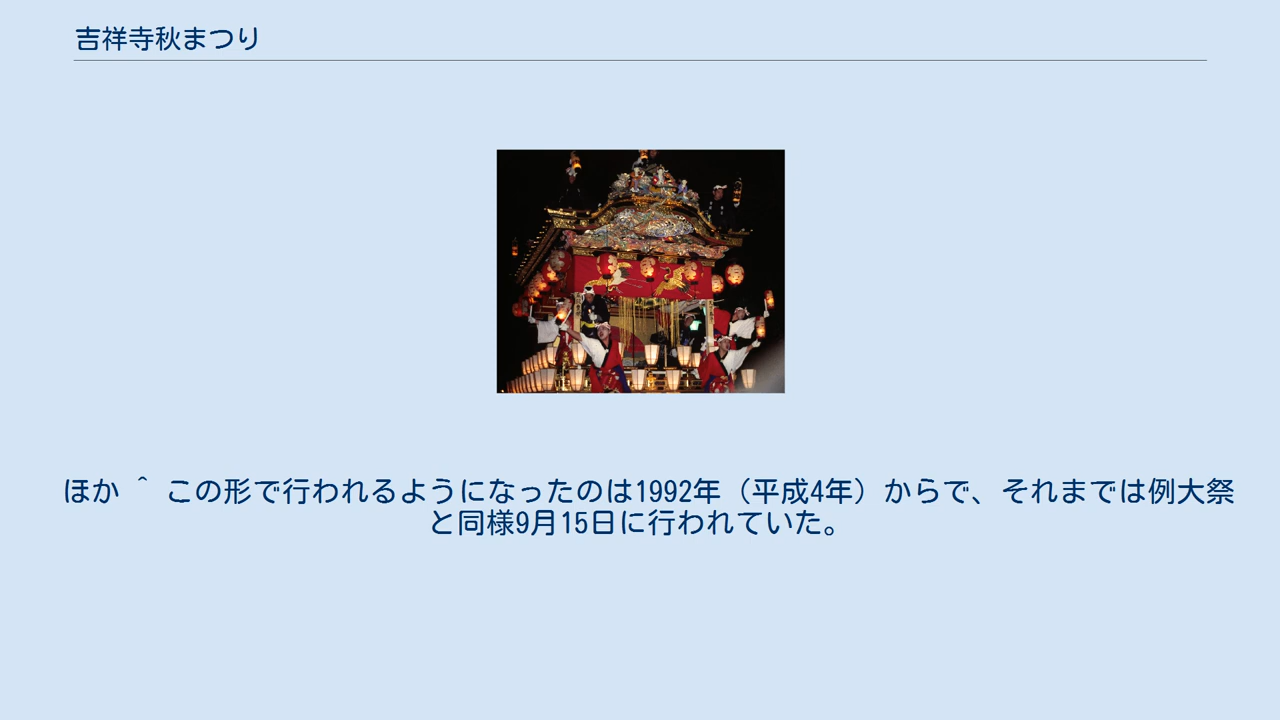 吉祥寺秋まつり
ほか ^ この形で行われるようになったのは1992年（平成4年）からで、それまでは例大祭
と同様9月15日に行われていた。